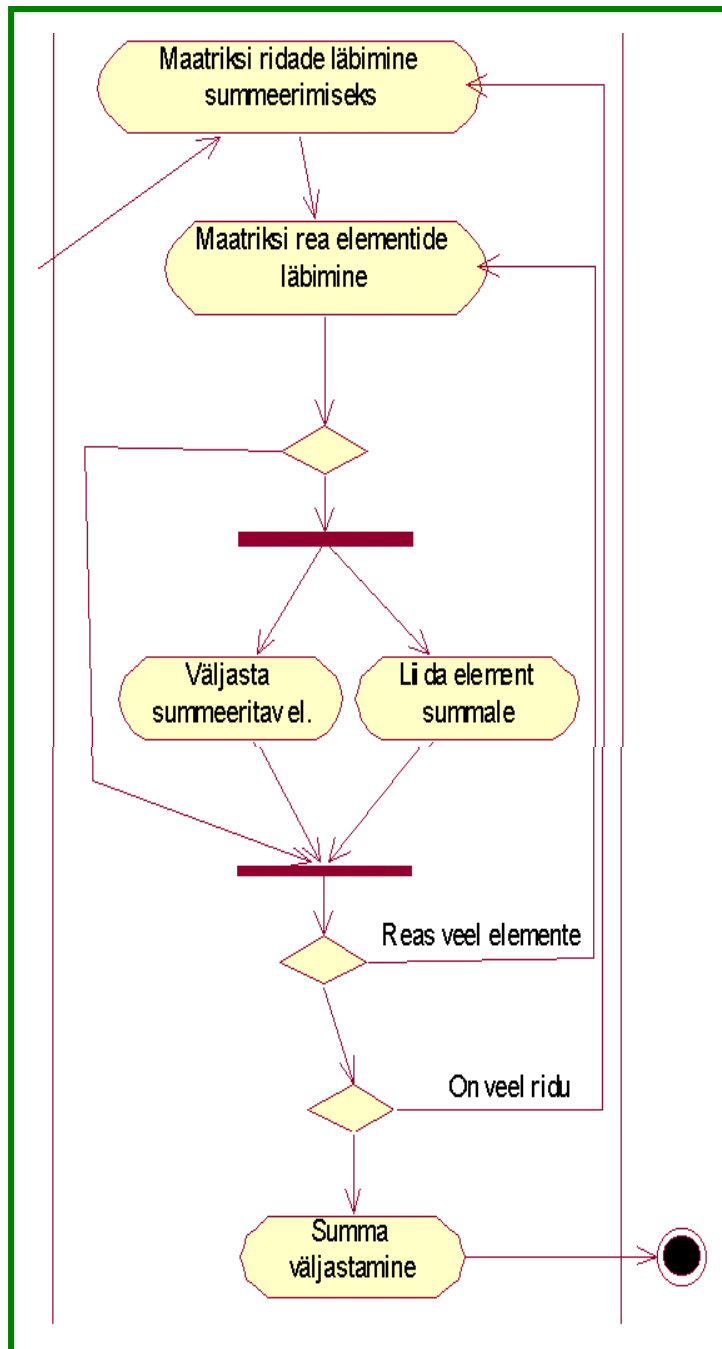 Maatriksi ridade läbimine
summeerimiseks
Maatriksi rea elementide
läbimine
Väljasta
summeeritav el.
Liida element
summale
Reas veel elemente
On veel ridu
Summa
väljastamine